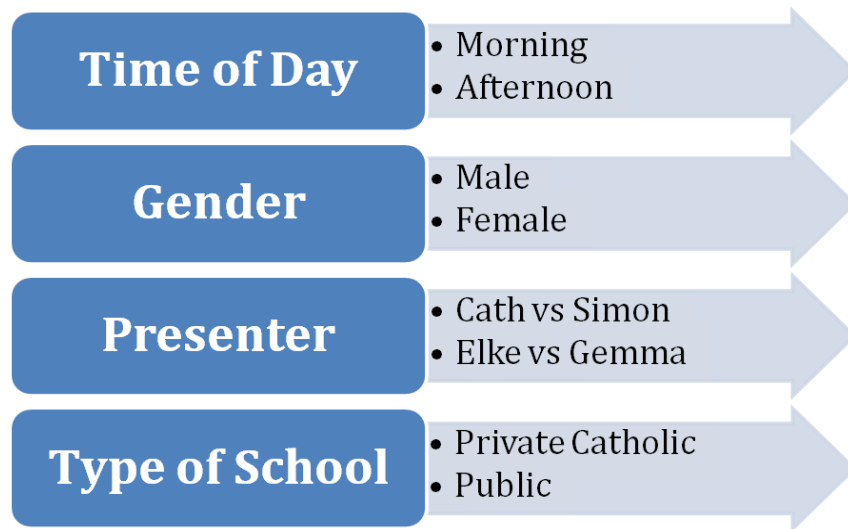 Time of Day
• Morning
• Afternoon
Gender
• Male
• Female
Presenter
• Cath vs Simon
• Elke vs Gemma
Type of School
• Private Catholic
• Public